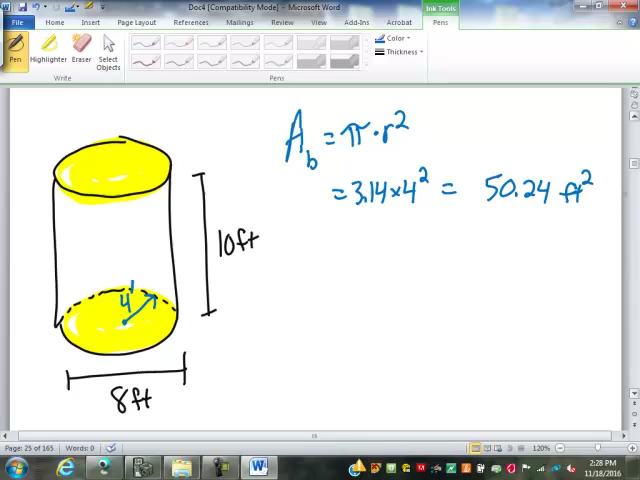 Doc4 [Compatibility Mode] - Microsoft Word
Ink Tools
File Home Insert Page Layout References Mailings Review View Add-Ins Acrobat Pens
Pen Highlighter Eraser Select Objects
Color
Thickness
Write
Pens
A_b = π·r²
= 3.14×4² = 50.24 ft²
10ft
4'
8ft
Page: 25 of 165 Words: 0 120%
2:28 PM
11/18/2016